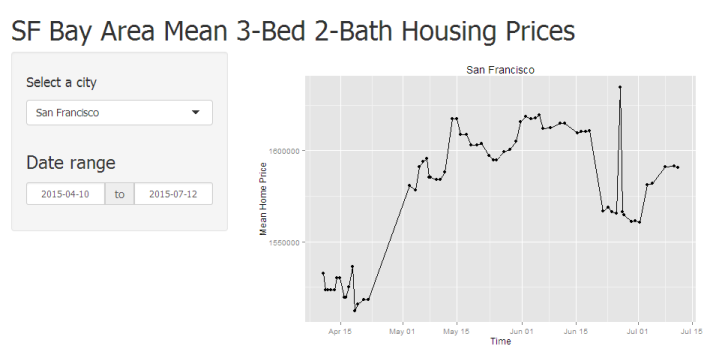 SF Bay Area Mean 3-Bed 2-Bath Housing Prices
Select a city
San Francisco
Date range
2015-04-10 to 2015-07-12
San Francisco
Mean Home Price
1600000
1550000
Apr 15 May 01 May 15 Jun 01 Jun 15 Jul 01 Jul 15
Time